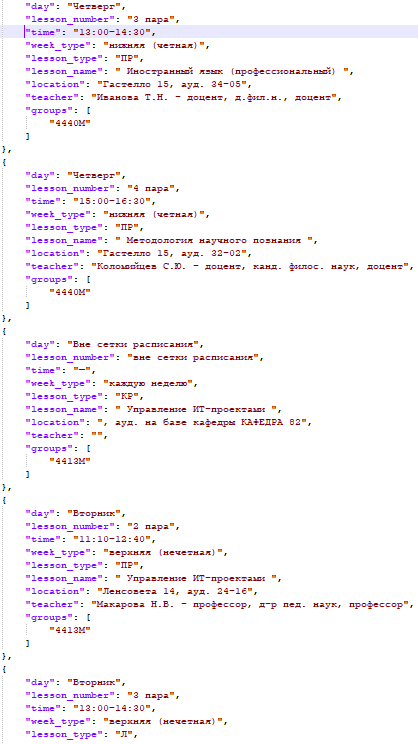 "day": "Четверг",
"lesson_number": "3 пара",
"time": "13:00-14:30",
"week_type": "нижняя (четная)",
"lesson_type": "ПР",
"lesson_name": " Иностранный язык (профессиональный) ",
"location": "Гастелло 15, ауд. 34-05",
"teacher": "Иванова Т.Н. - доцент, д.фил.н., доцент",
"groups": [
"4440М"
]
},
{
"day": "Четверг",
"lesson_number": "4 пара",
"time": "15:00-16:30",
"week_type": "нижняя (четная)",
"lesson_type": "ПР",
"lesson_name": " Методология научного познания ",
"location": "Гастелло 15, ауд. 32-02",
"teacher": "Коломийцев С.Ю. - доцент, канд. филос. наук, доцент",
"groups": [
"4440М"
]
},
{
"day": "Вне сетки расписания",
"lesson_number": "вне сетки расписания",
"time": "—",
"week_type": "каждую неделю",
"lesson_type": "КР",
"lesson_name": " Управление ИТ-проектами ",
"location": ", ауд. на базе кафедры КАФЕДРА 82",
"teacher": "",
"groups": [
"4413М"
]
},
{
"day": "Вторник",
"lesson_number": "2 пара",
"time": "11:10-12:40",
"week_type": "верхняя (нечетная)",
"lesson_type": "ПР",
"lesson_name": " Управление ИТ-проектами ",
"location": "Ленсовета 14, ауд. 24-16",
"teacher": "Макарова Н.В. - профессор, д-р пед. наук, профессор",
"groups": [
"4413М"
]
},
{
"day": "Вторник",
"lesson_number": "3 пара",
"time": "13:00-14:30",
"week_type": "верхняя (нечетная)",
"lesson_type": "Л",